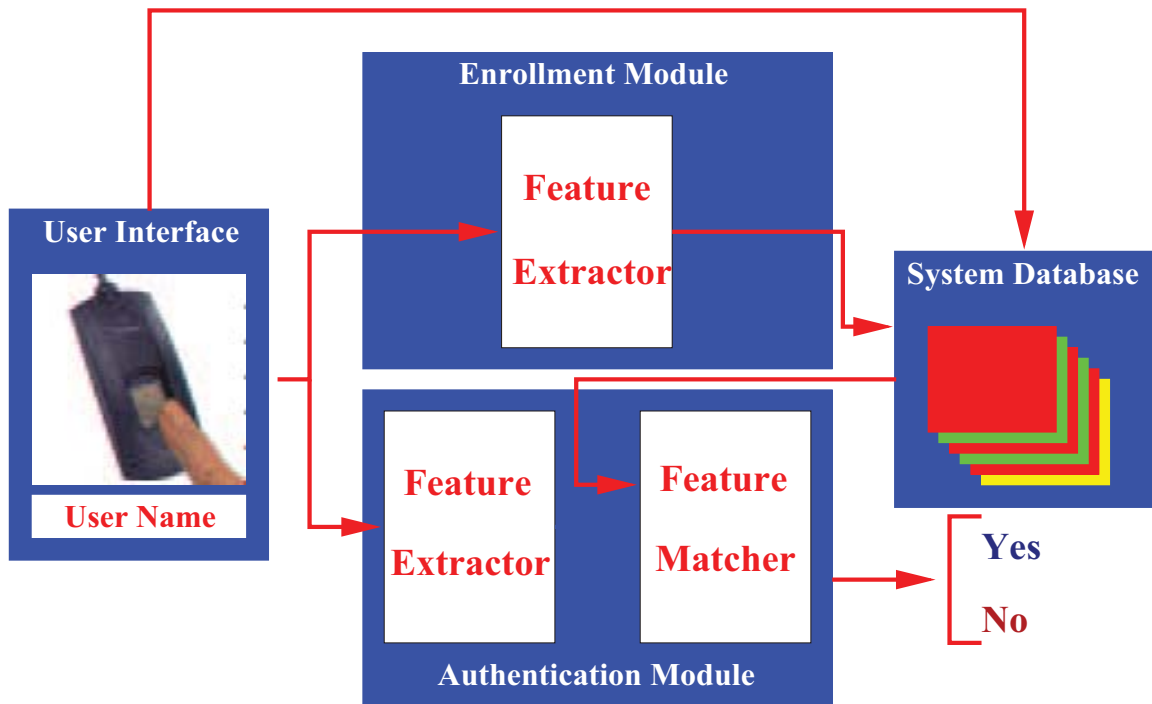 Enrollment Module
Feature
Extractor
User Interface
User Name
System Database
Feature
Extractor
Feature
Matcher
Authentication Module
Yes
No